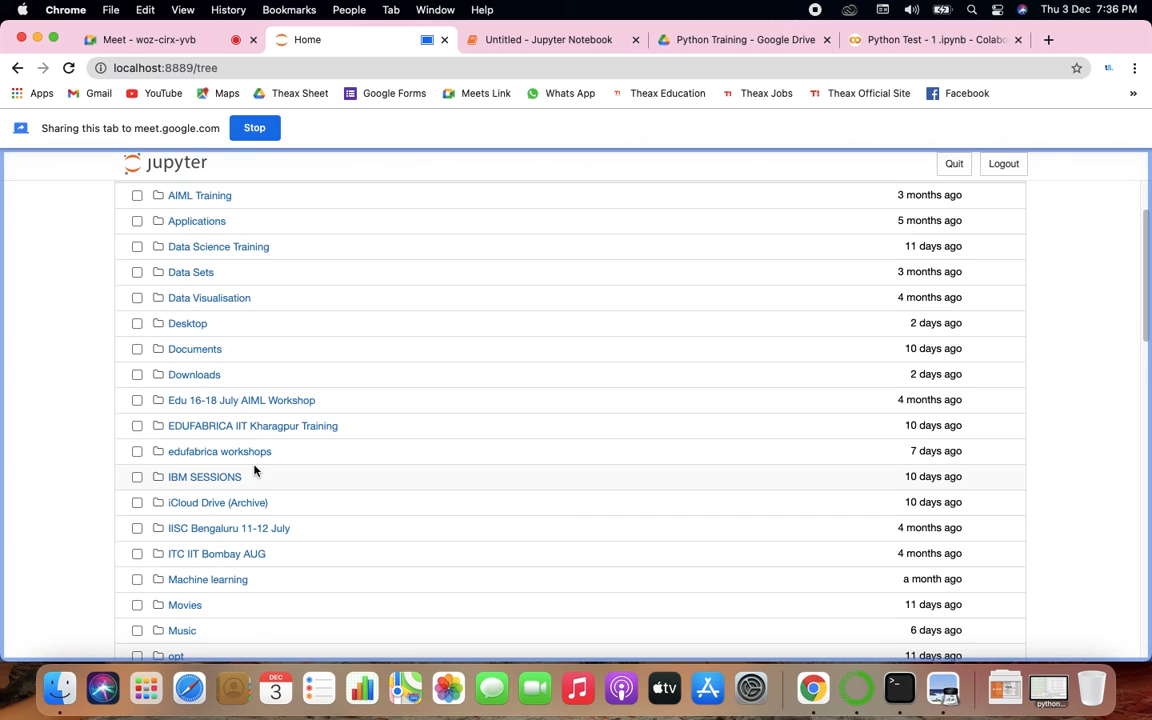 Chrome File Edit View History Bookmarks People Tab Window Help Thu 3 Dec 7:36 PM
Meet - woz-cirx-yvb Home Untitled - Jupyter Notebook Python Training - Google Drive Python Test - 1 .ipynb - Colabo
localhost:8889/tree
Apps Gmail YouTube Maps Theax Sheet Google Forms Meets Link Whats App Theax Education Theax Jobs Theax Official Site Facebook »
Sharing this tab to meet.google.com Stop
jupyter Quit Logout
AIML Training 3 months ago
Applications 5 months ago
Data Science Training 11 days ago
Data Sets 3 months ago
Data Visualisation 4 months ago
Desktop 2 days ago
Documents 10 days ago
Downloads 2 days ago
Edu 16-18 July AIML Workshop 4 months ago
EDUFABRICA IIT Kharagpur Training 10 days ago
edufabrica workshops 7 days ago
IBM SESSIONS 10 days ago
iCloud Drive (Archive) 10 days ago
IISC Bengaluru 11-12 July 4 months ago
ITC IIT Bombay AUG 4 months ago
Machine learning a month ago
Movies 11 days ago
Music 6 days ago
opt 11 days ago
DEC
3
tv
python...